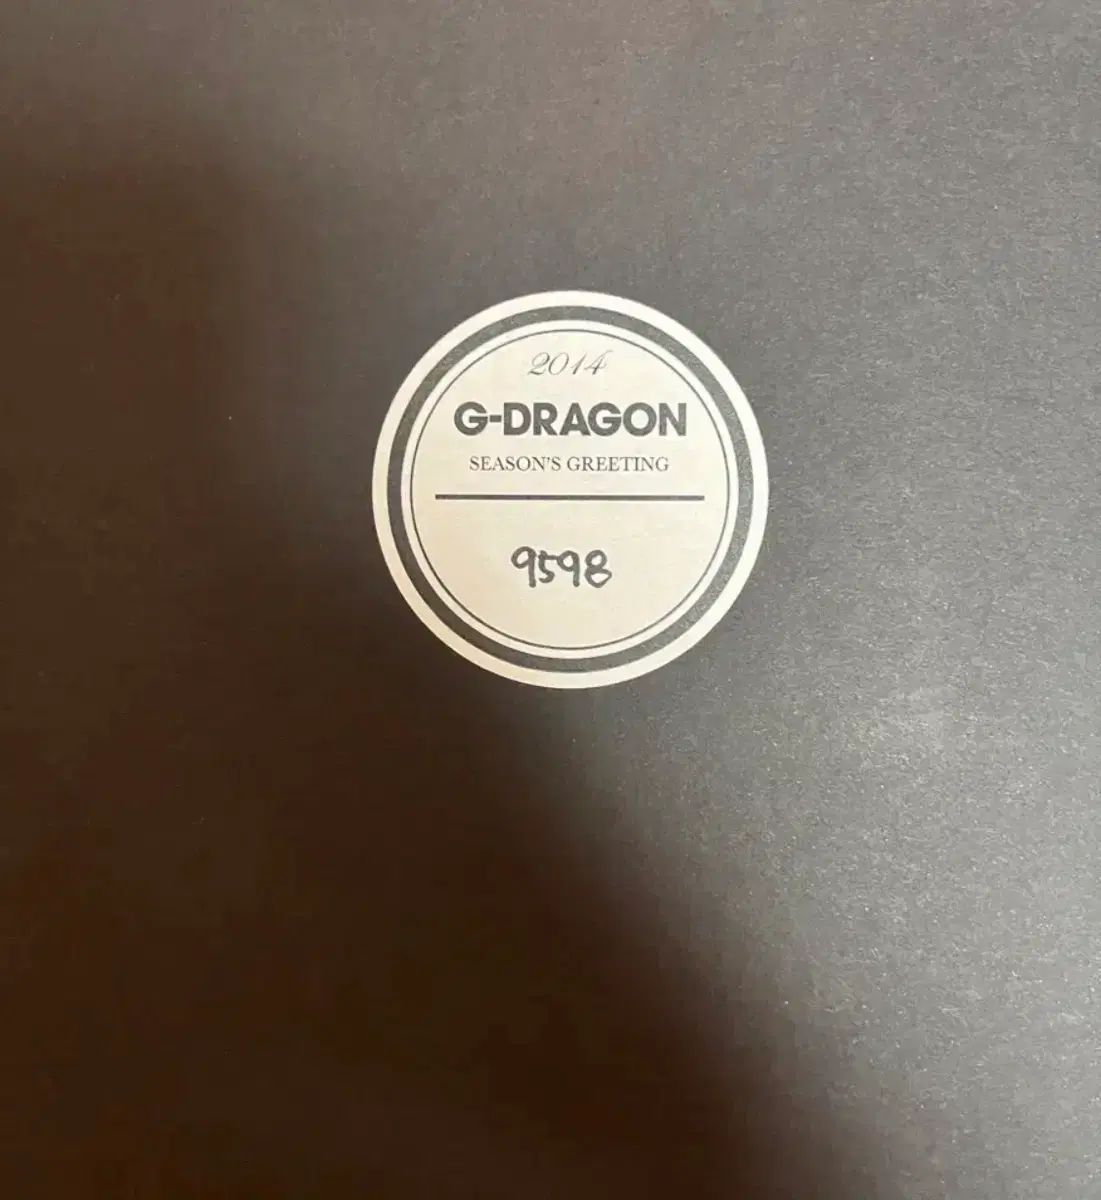 2014
G-DRAGON
SEASON'S GREETING
9598